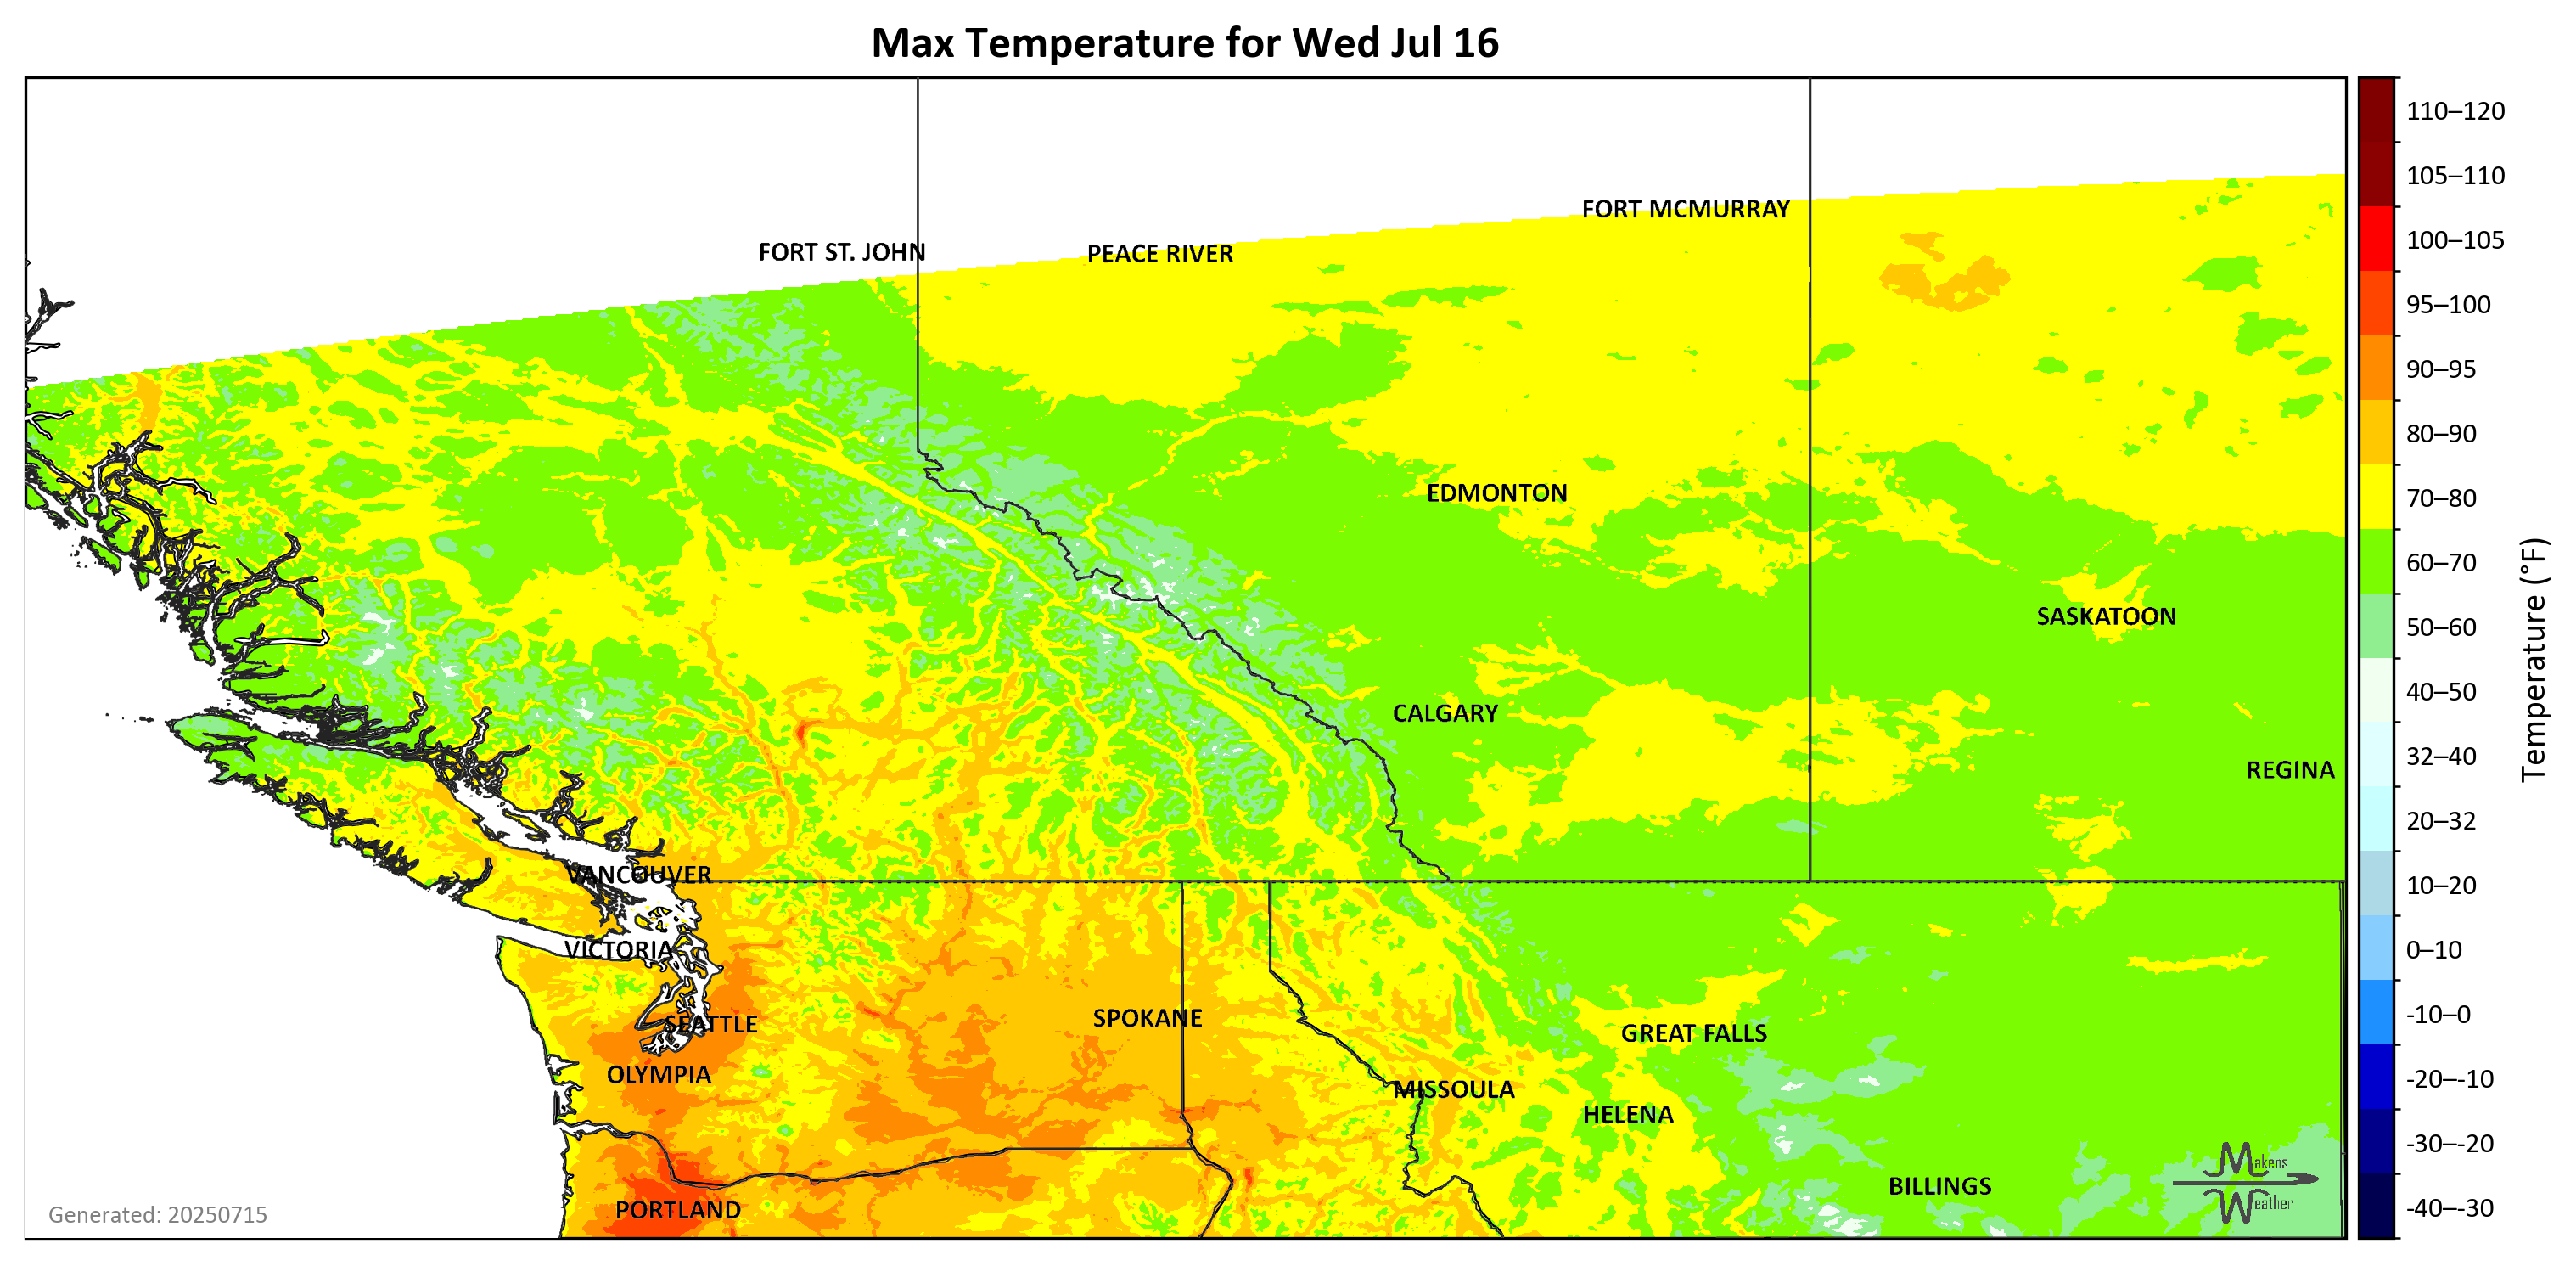 Max Temperature for Wed Jul 16
FORT MCMURRAY
FORT ST. JOHN
PEACE RIVER
EDMONTON
SASKATOON
CALGARY
REGINA
VANCOUVER
VICTORIA
SEATTLE
SPOKANE
GREAT FALLS
OLYMPIA
MISSOULA
HELENA
BILLINGS
PORTLAND
Makens
Weather
Generated: 20250715
110–120
105–110
100–105
95–100
90–95
80–90
70–80
60–70
50–60
40–50
32–40
20–32
10–20
0–10
-10–0
-20–-10
-30–-20
-40–-30
Temperature (°F)